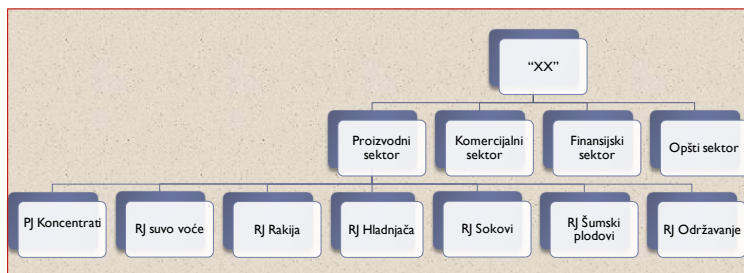 “XX”
Proizvodni
sektor
Komercijalni
sektor
Finansijski
sektor
Opšti sektor
PJ Koncentrati
RJ suvo voće
RJ Rakija
RJ Hladnjača
RJ Sokovi
RJ Šumski
plodovi
RJ Održavanje